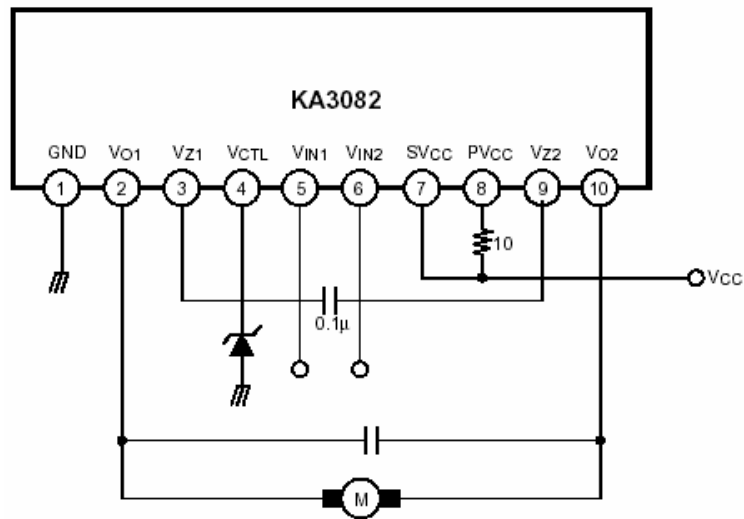 KA3082
GND VO1 VZ1 VCTL VIN1 VIN2 SVCC PVCC VZ2 VO2
1 2 3 4 5 6 7 8 9 10
10
VCC
0.1μ
M